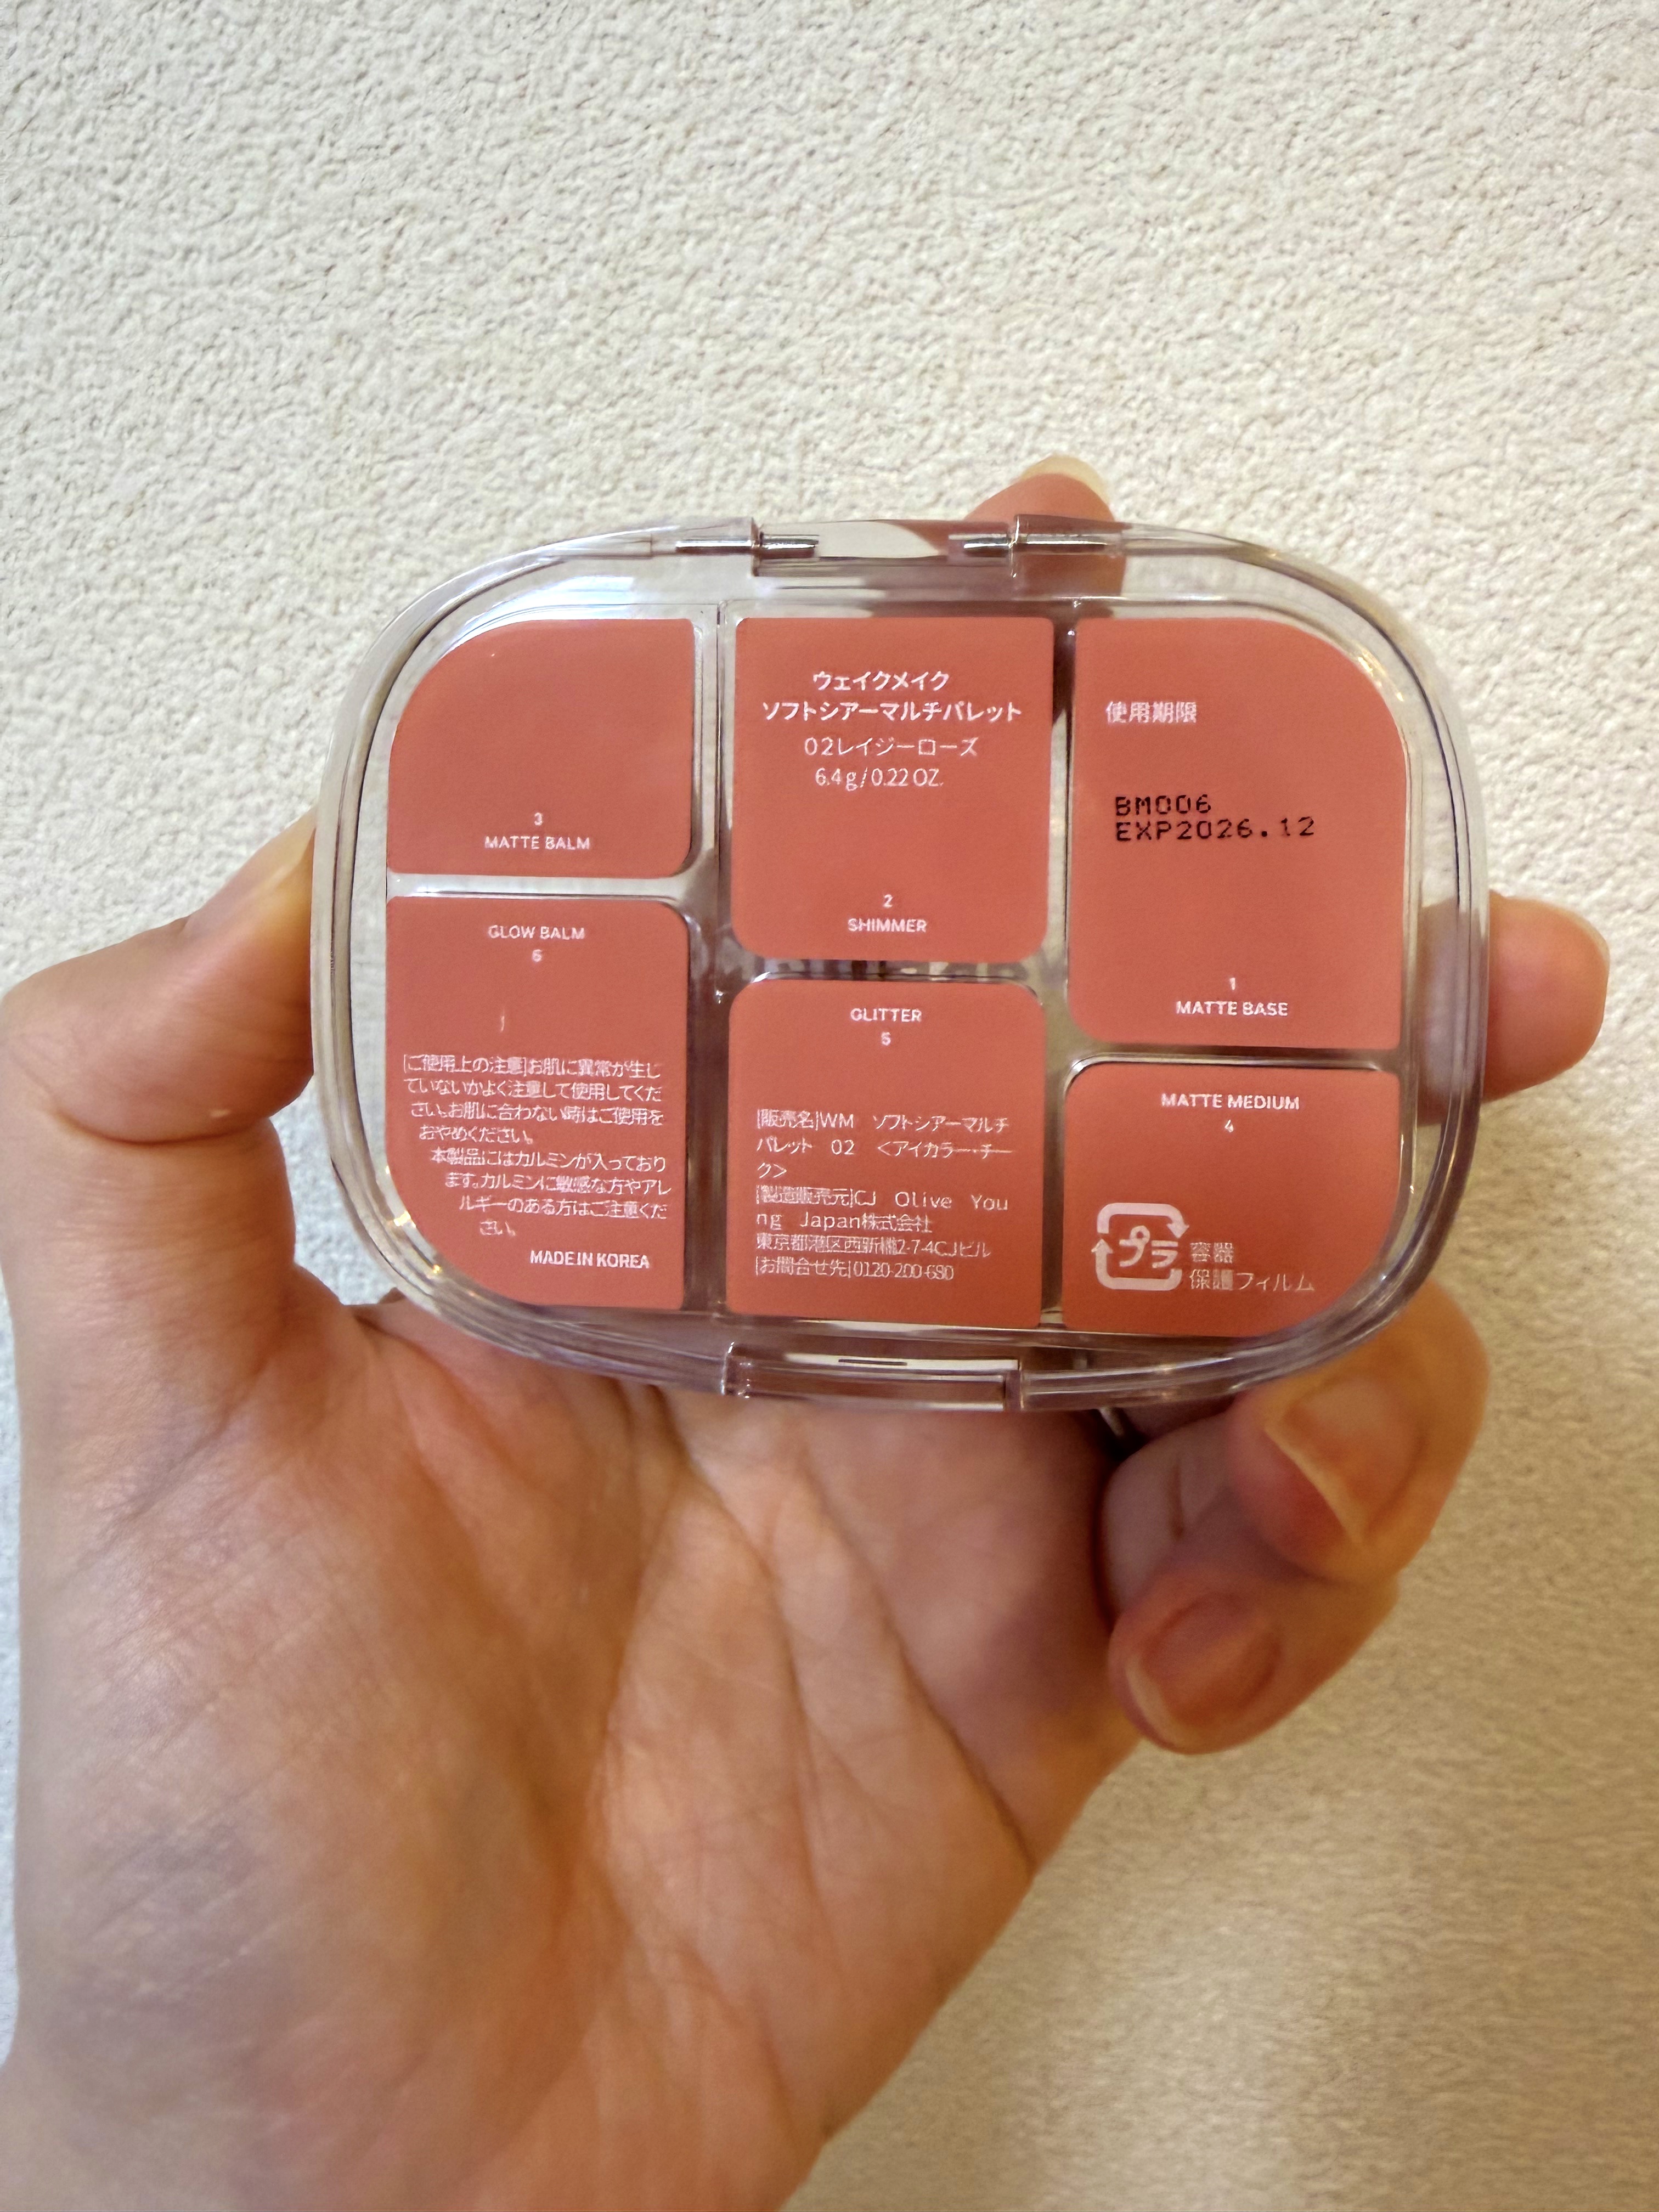 3
MATTE BALM
ウェイクメイク
ソフトシアーマルチパレット
02レイジーローズ
6.4g/0.22 OZ.
2
SHIMMER
使用期限
BM006
EXP2026.12
1
MATTE BASE
GLOW BALM
6
[ご使用上の注意]お肌に異常が生じ
ていないかよく注意して使用してくだ
さい。お肌に合わない時はご使用を
おやめください。
本製品にはカルミンが入っており
ます。カルミンに敏感な方やアレ
ルギーのある方はご注意くだ
さい。
MADE IN KOREA
GLITTER
5
[販売名]WM ソフトシアーマルチ
パレット 02 <アイカラー・チー
ク>
[製造販売元]CJ Olive You
ng Japan株式会社
東京都港区西新橋2-7-4CJビル
[お問合せ先]0120-200-680
MATTE MEDIUM
4
プラ
容器
保護フィルム